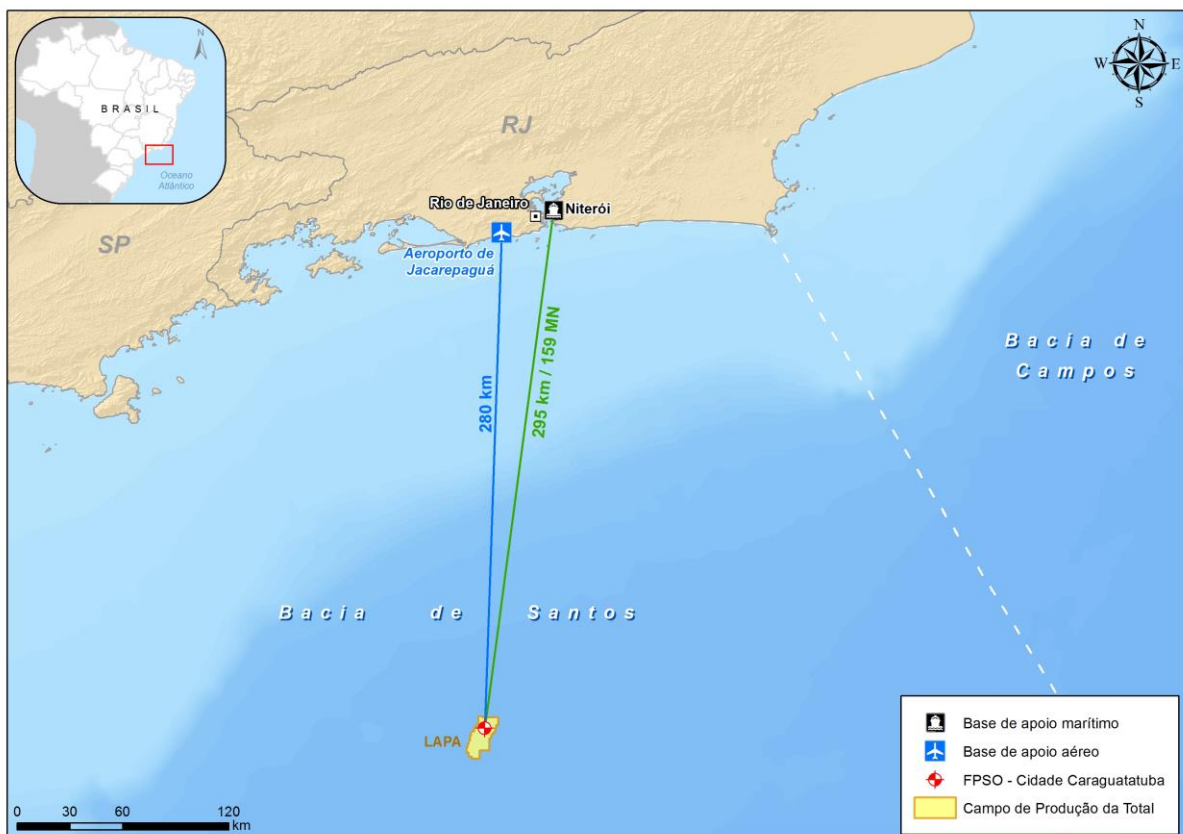 N
BRASIL
Oceano
Atlântico
N
W
E
S
RJ
SP
Rio de Janeiro
Niterói
Aeroporto de
Jacarepaguá
280 km
295 km / 159 MN
Bacia de
Campos
Bacia de Santos
LAPA
Base de apoio marítimo
Base de apoio aéreo
FPSO - Cidade Caraguatatuba
Campo de Produção da Total
0 30 60 120
km